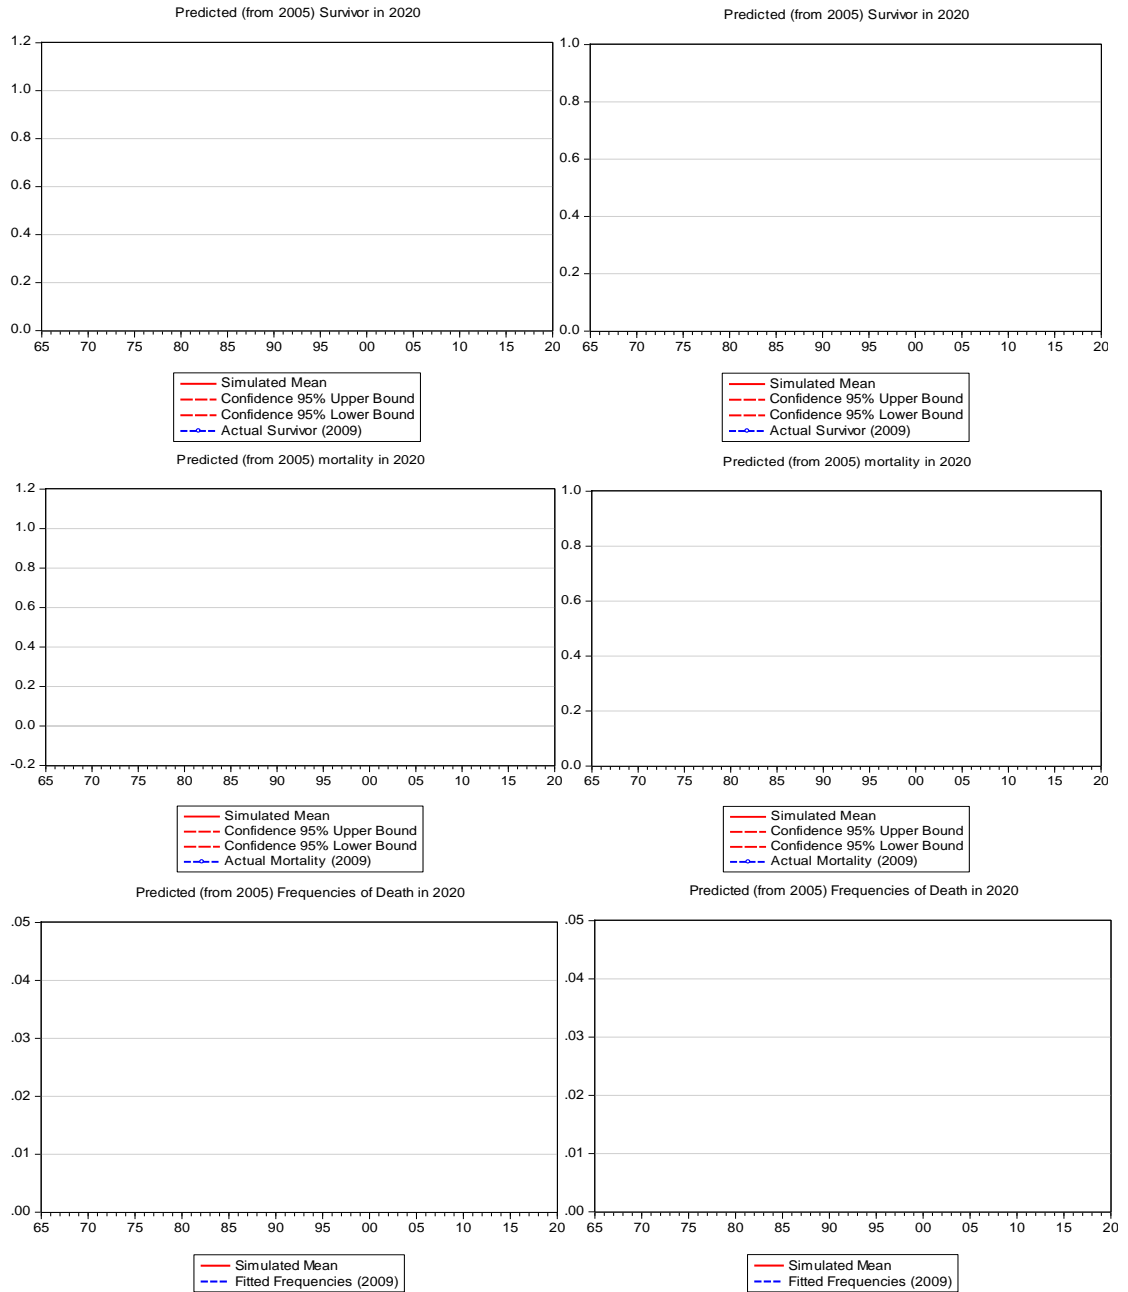 Predicted (from 2005) Survivor in 2020
1.2
1.0
0.8
0.6
0.4
0.2
0.0
65 70 75 80 85 90 95 00 05 10 15 20
Simulated Mean
Confidence 95% Upper Bound
Confidence 95% Lower Bound
Actual Survivor (2009)
Predicted (from 2005) Survivor in 2020
1.0
0.8
0.6
0.4
0.2
0.0
65 70 75 80 85 90 95 00 05 10 15 20
Simulated Mean
Confidence 95% Upper Bound
Confidence 95% Lower Bound
Actual Survivor (2009)
Predicted (from 2005) mortality in 2020
1.2
1.0
0.8
0.6
0.4
0.2
0.0
-0.2
65 70 75 80 85 90 95 00 05 10 15 20
Simulated Mean
Confidence 95% Upper Bound
Confidence 95% Lower Bound
Actual Mortality (2009)
Predicted (from 2005) mortality in 2020
1.0
0.8
0.6
0.4
0.2
0.0
65 70 75 80 85 90 95 00 05 10 15 20
Simulated Mean
Confidence 95% Upper Bound
Confidence 95% Lower Bound
Actual Mortality (2009)
Predicted (from 2005) Frequencies of Death in 2020
.05
.04
.03
.02
.01
.00
65 70 75 80 85 90 95 00 05 10 15 20
Simulated Mean
Fitted Frequencies (2009)
Predicted (from 2005) Frequencies of Death in 2020
.05
.04
.03
.02
.01
.00
65 70 75 80 85 90 95 00 05 10 15 20
Simulated Mean
Fitted Frequencies (2009)